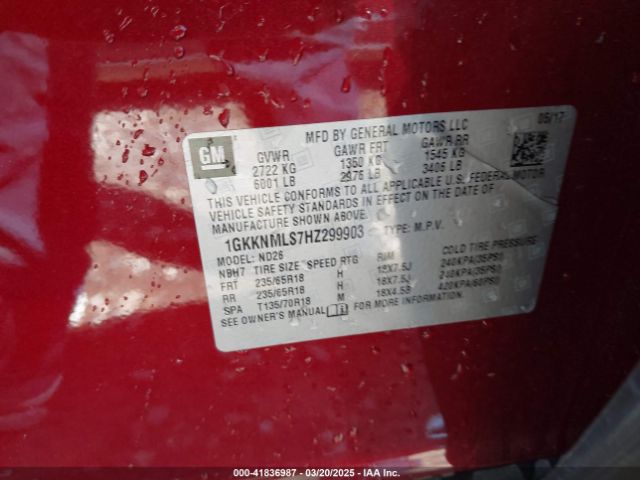 MFD BY GENERAL MOTORS LLC
05/17
GM
GVWR GAWR FRT GAWR RR
2722 KG 1350 KG 1545 KG
6001 LB 2976 LB 3406 LB
THIS VEHICLE CONFORMS TO ALL APPLICABLE U.S. FEDERAL MOTOR
VEHICLE SAFETY STANDARDS IN EFFECT ON THE DATE OF
MANUFACTURE SHOWN ABOVE.
1GKKNMLS7HZ299903 TYPE: M.P.V.
MODEL: ND26
NBH7 TIRE SIZE SPEED RTG RIM COLD TIRE PRESSURE
FRT 235/65R18 H 18X7.5J 240KPA(35PSI)
RR 235/65R18 H 18X7.5J 240KPA(35PSI)
SPA T135/70R18 M 18X4.5B 420KPA(60PSI)
SEE OWNER'S MANUAL FOR MORE INFORMATION.
000-41836987 - 03/20/2025 - IAA Inc.